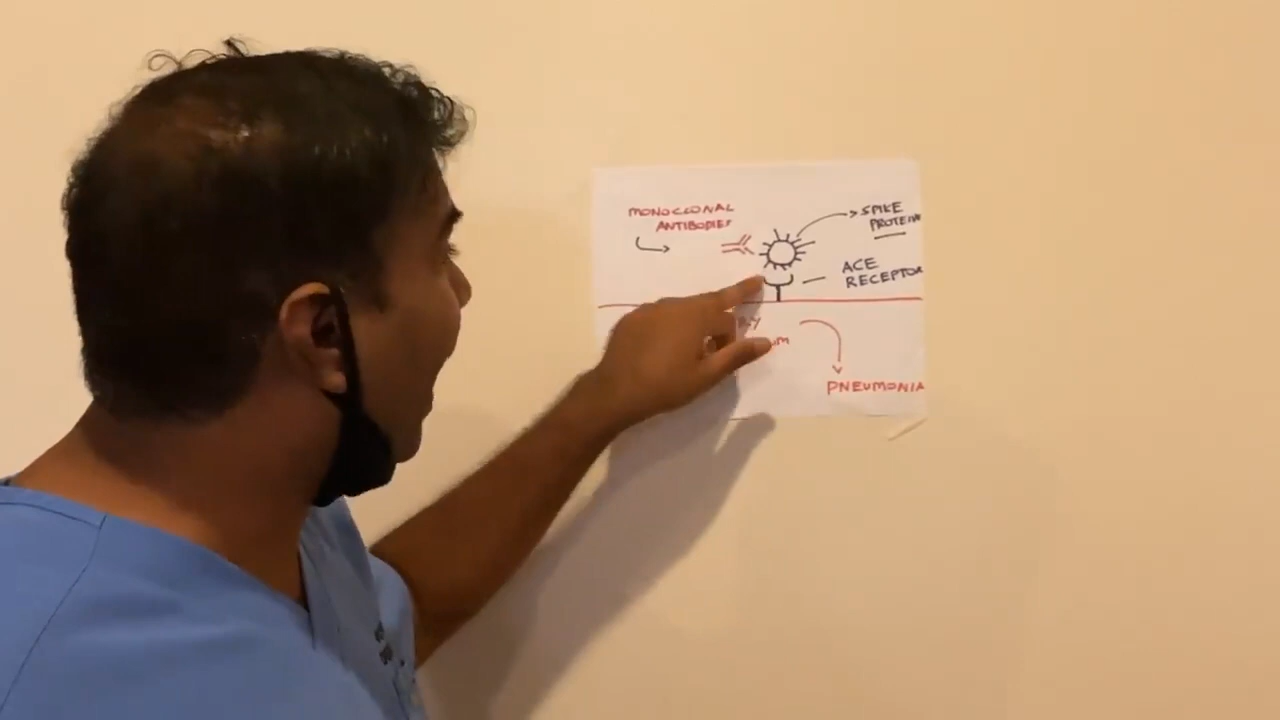 MONOCLONAL
ANTIBODIES
SPIKE
PROTEIN
ACE
RECEPTOR
PNEUMONIA